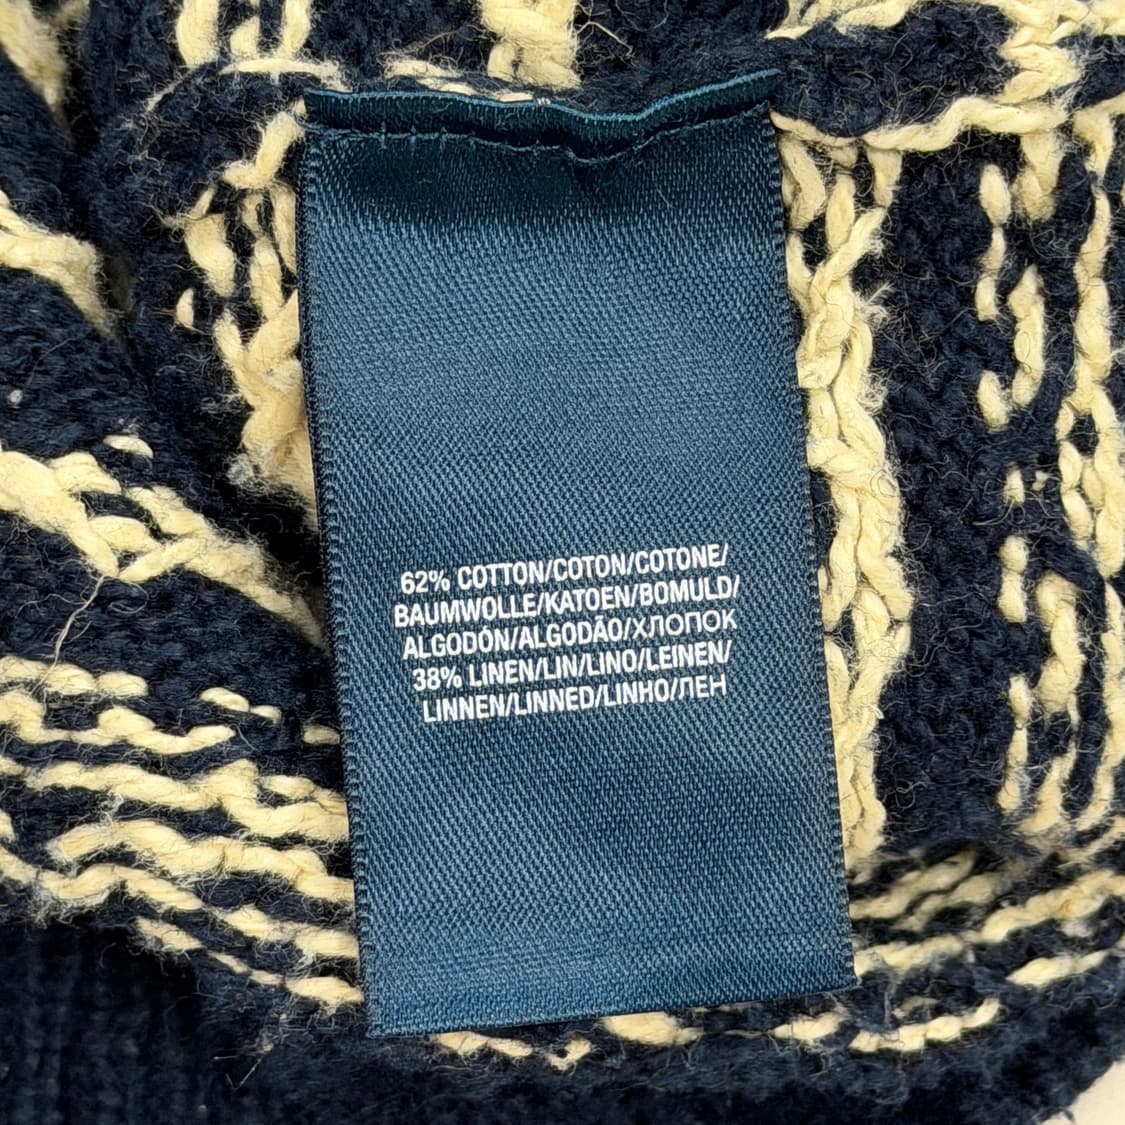 62% COTTON/COTON/COTONE/
BAUMWOLLE/KATOEN/BOMULD/
ALGODÓN/ALGODÃO/ХЛОПОК
38% LINEN/LIN/LINO/LEINEN/
LINNEN/LINNED/LINHO/ЛЕН